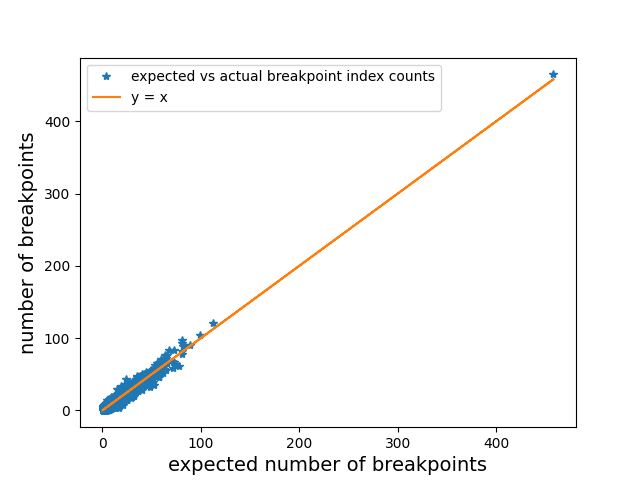 expected vs actual breakpoint index counts
y = x
400
300
200
100
0
number of breakpoints
0 100 200 300 400
expected number of breakpoints